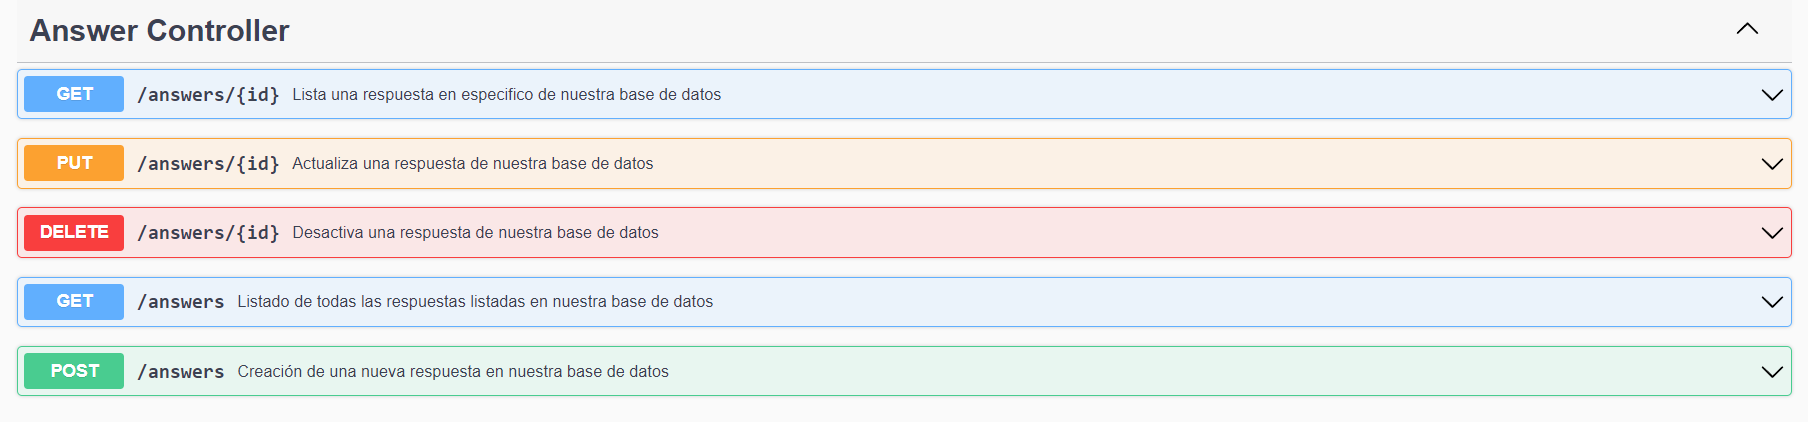 Answer Controller
GET /answers/{id} Lista una respuesta en especifico de nuestra base de datos
PUT /answers/{id} Actualiza una respuesta de nuestra base de datos
DELETE /answers/{id} Desactiva una respuesta de nuestra base de datos
GET /answers Listado de todas las respuestas listadas en nuestra base de datos
POST /answers Creación de una nueva respuesta en nuestra base de datos